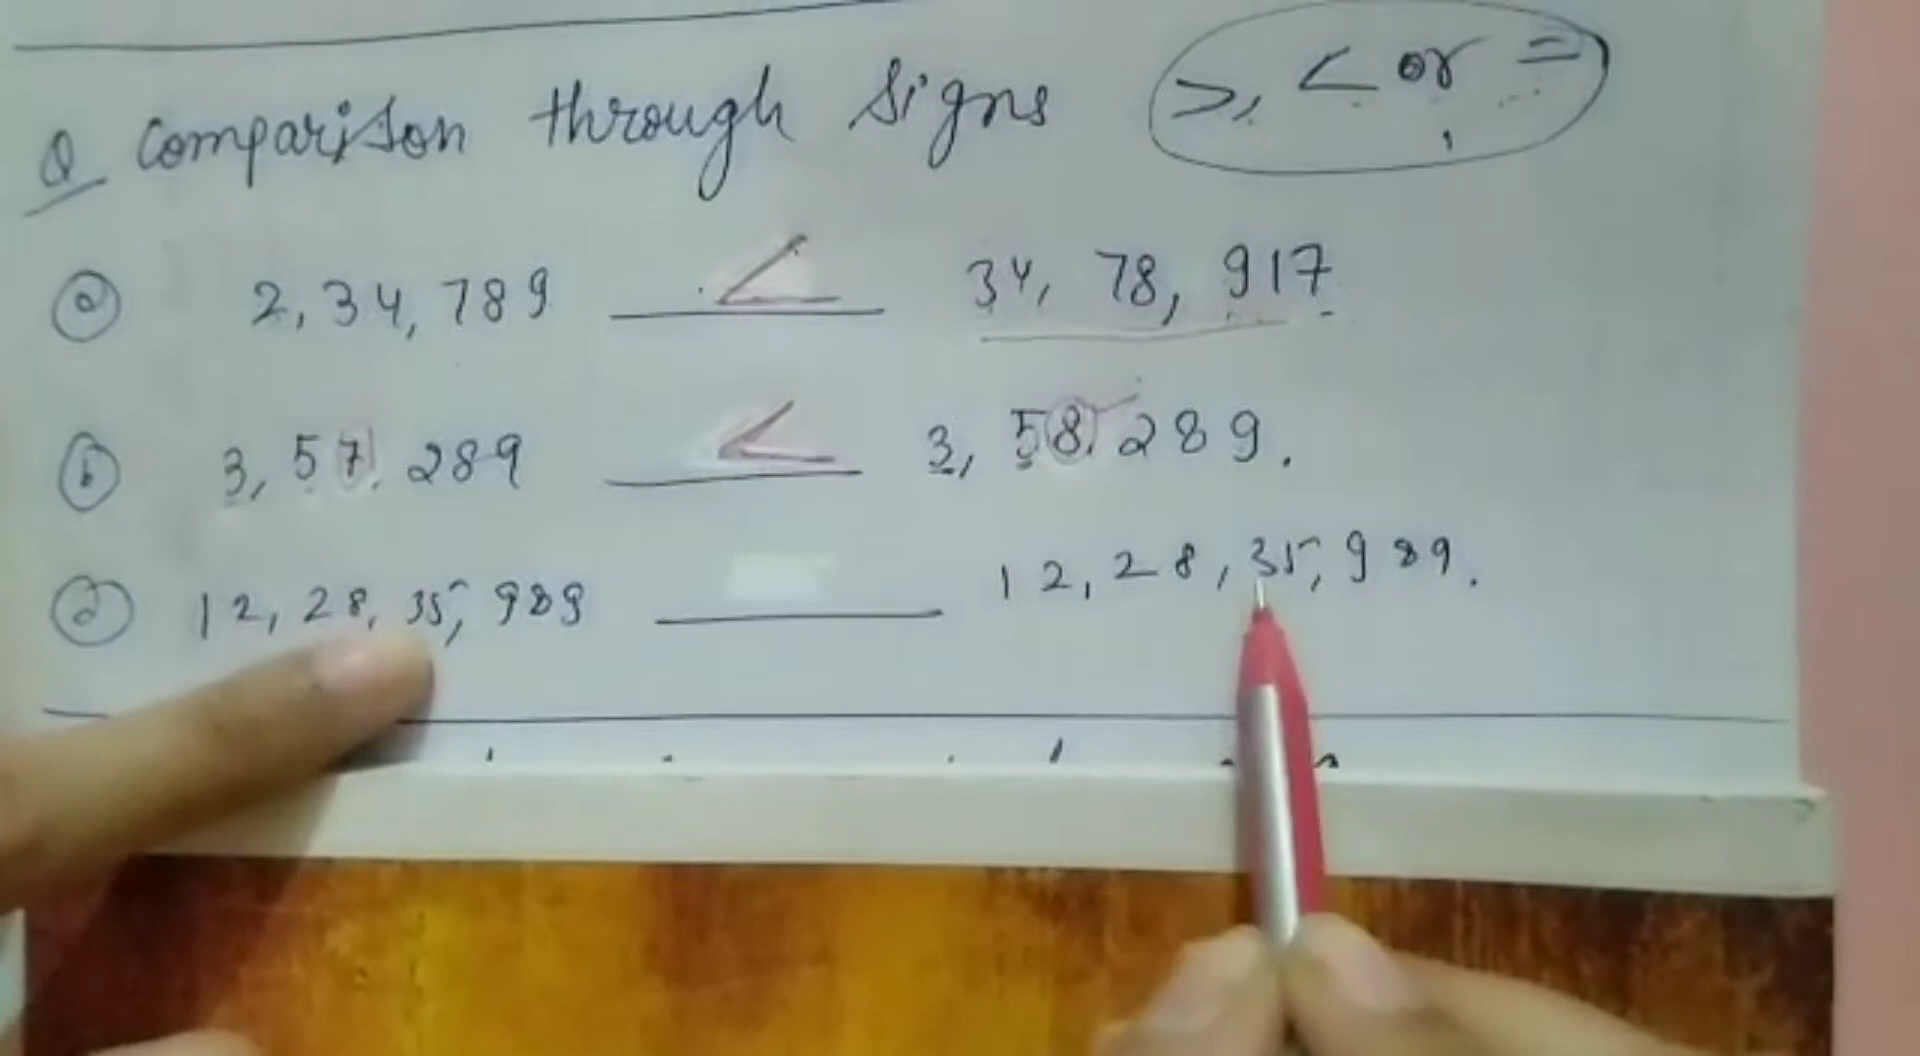 Q Comparison through signs >, < or =
(a) 2,34,789 < 34,78,917
(b) 3,57,289 < 3,58,289.
(d) 12,28,35,989 ____ 12,28,35,989.